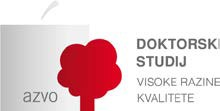 azvo
DOKTORSKI
STUDIJ
VISOKE RAZINE
KVALITETE